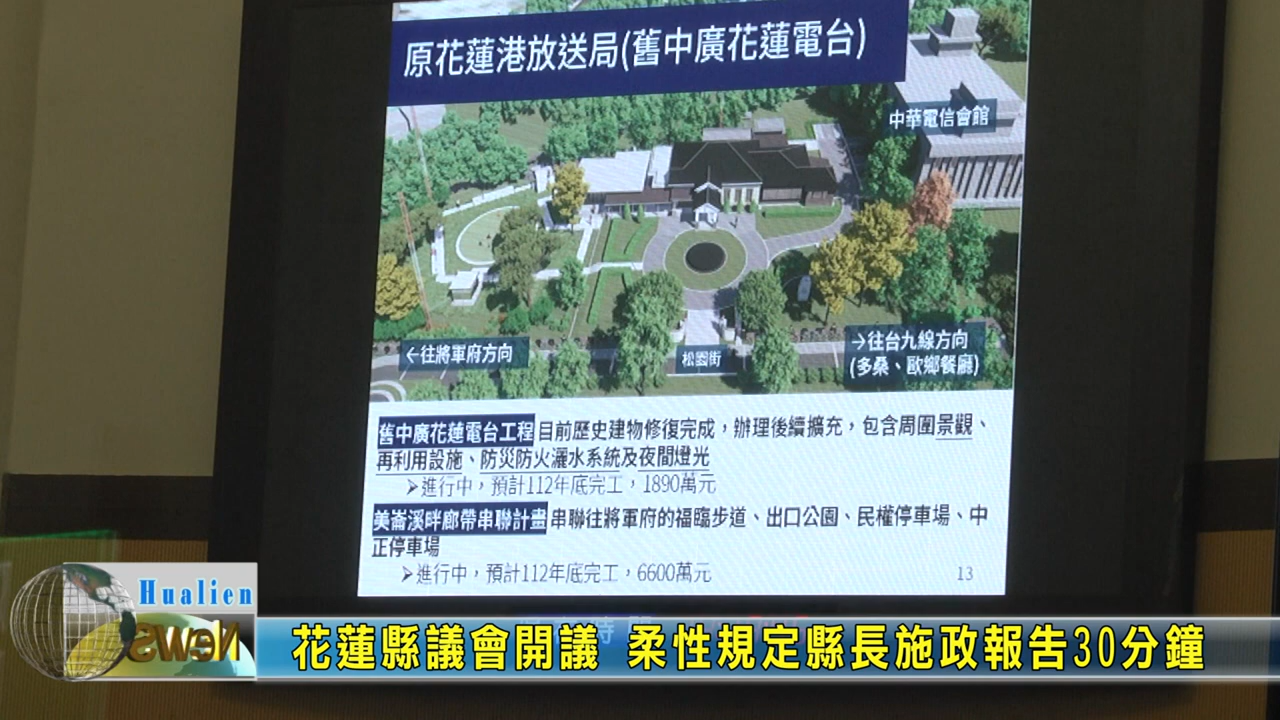 原花蓮港放送局(舊中廣花蓮電台)
中華電信會館
←往將軍府方向
松園街
→往台九線方向
(多桑、歐鄉餐廳)
舊中廣花蓮電台工程目前歷史建物修復完成，辦理後續擴充，包含周圍景觀、
再利用設施、防災防火灑水系統及夜間燈光
➢進行中，預計112年底完工，1890萬元
美崙溪畔廊帶串聯計畫串聯往將軍府的福臨步道、出口公園、民權停車場、中
正停車場
➢進行中，預計112年底完工，6600萬元
13
Hualien
News
花蓮縣議會開議 柔性規定縣長施政報告30分鐘